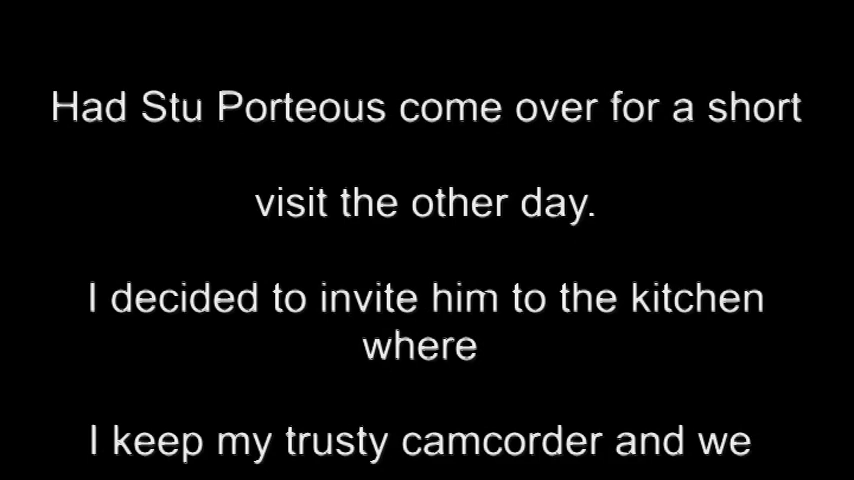 Had Stu Porteous come over for a short
visit the other day.
I decided to invite him to the kitchen
where
I keep my trusty camcorder and we